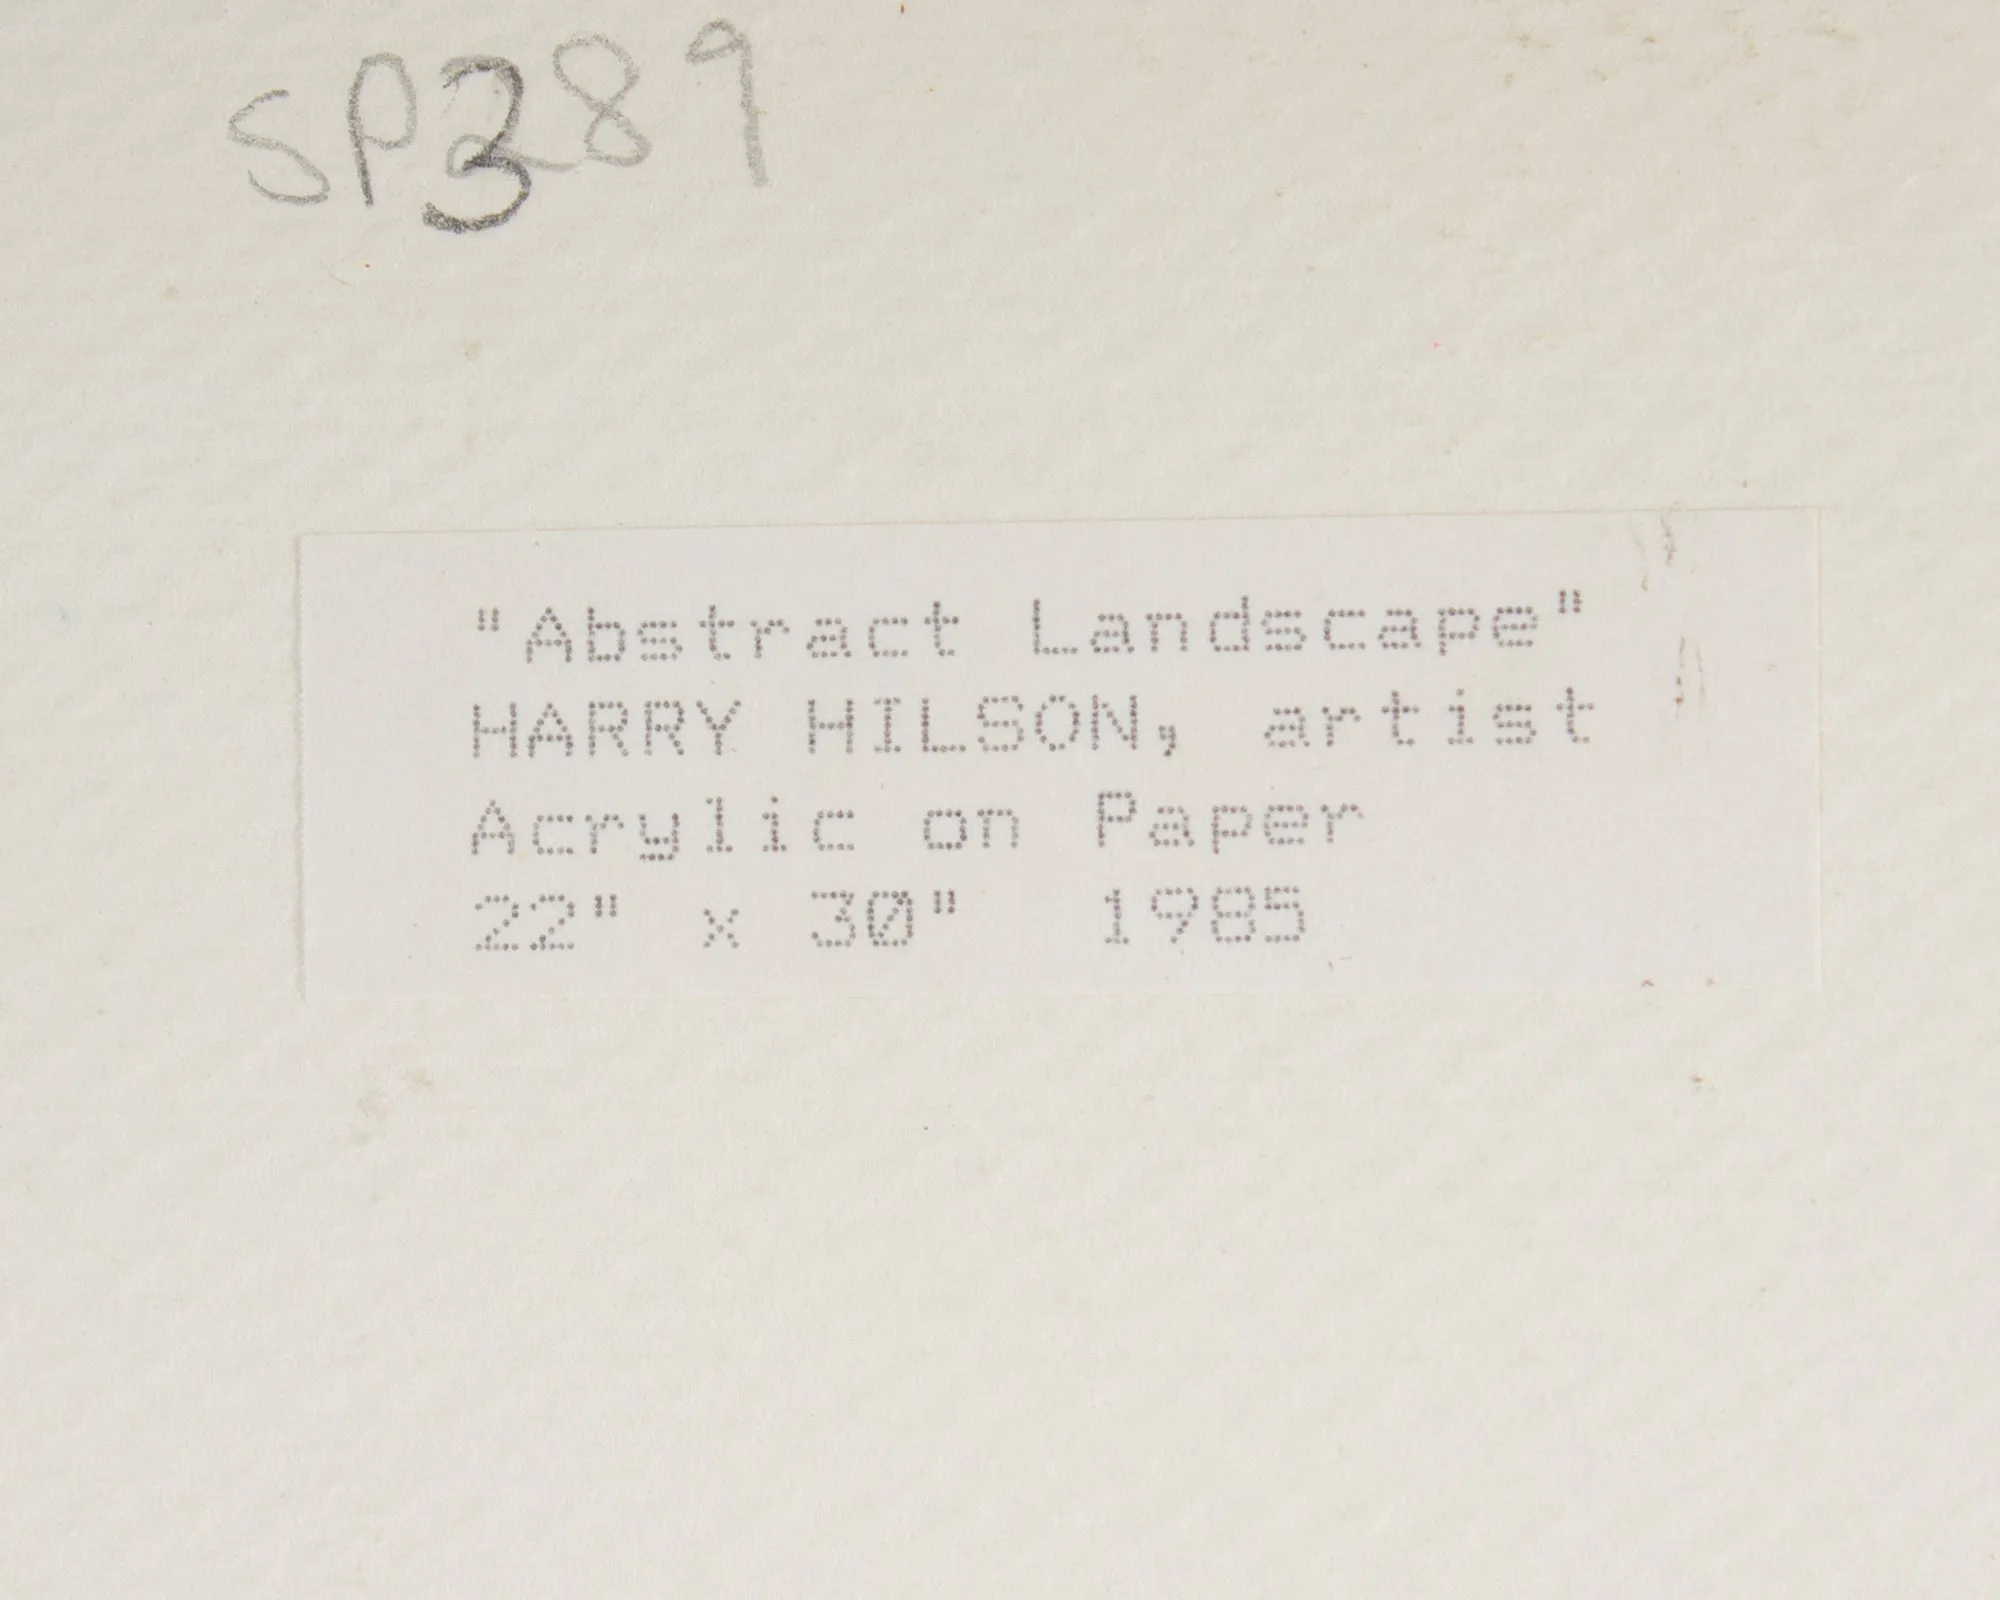 SP389
"Abstract Landscape"
HARRY HILSON, artist
Acrylic on Paper
22" x 30" 1985